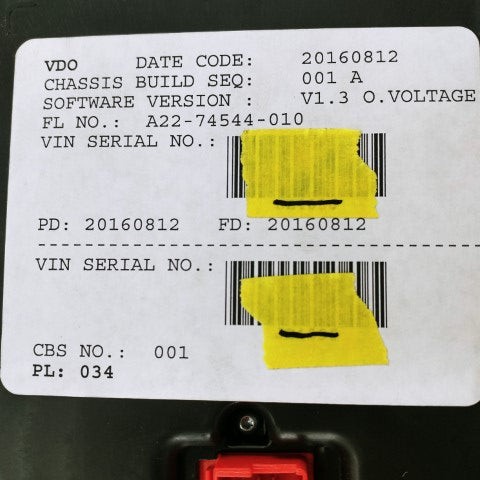 VDO DATE CODE: 20160812
CHASSIS BUILD SEQ: 001 A
SOFTWARE VERSION : V1.3 O.VOLTAGE
FL NO.: A22-74544-010
VIN SERIAL NO.:
PD: 20160812 FD: 20160812
VIN SERIAL NO.:
CBS NO.: 001
PL: 034